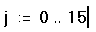 j := 0 .. 15